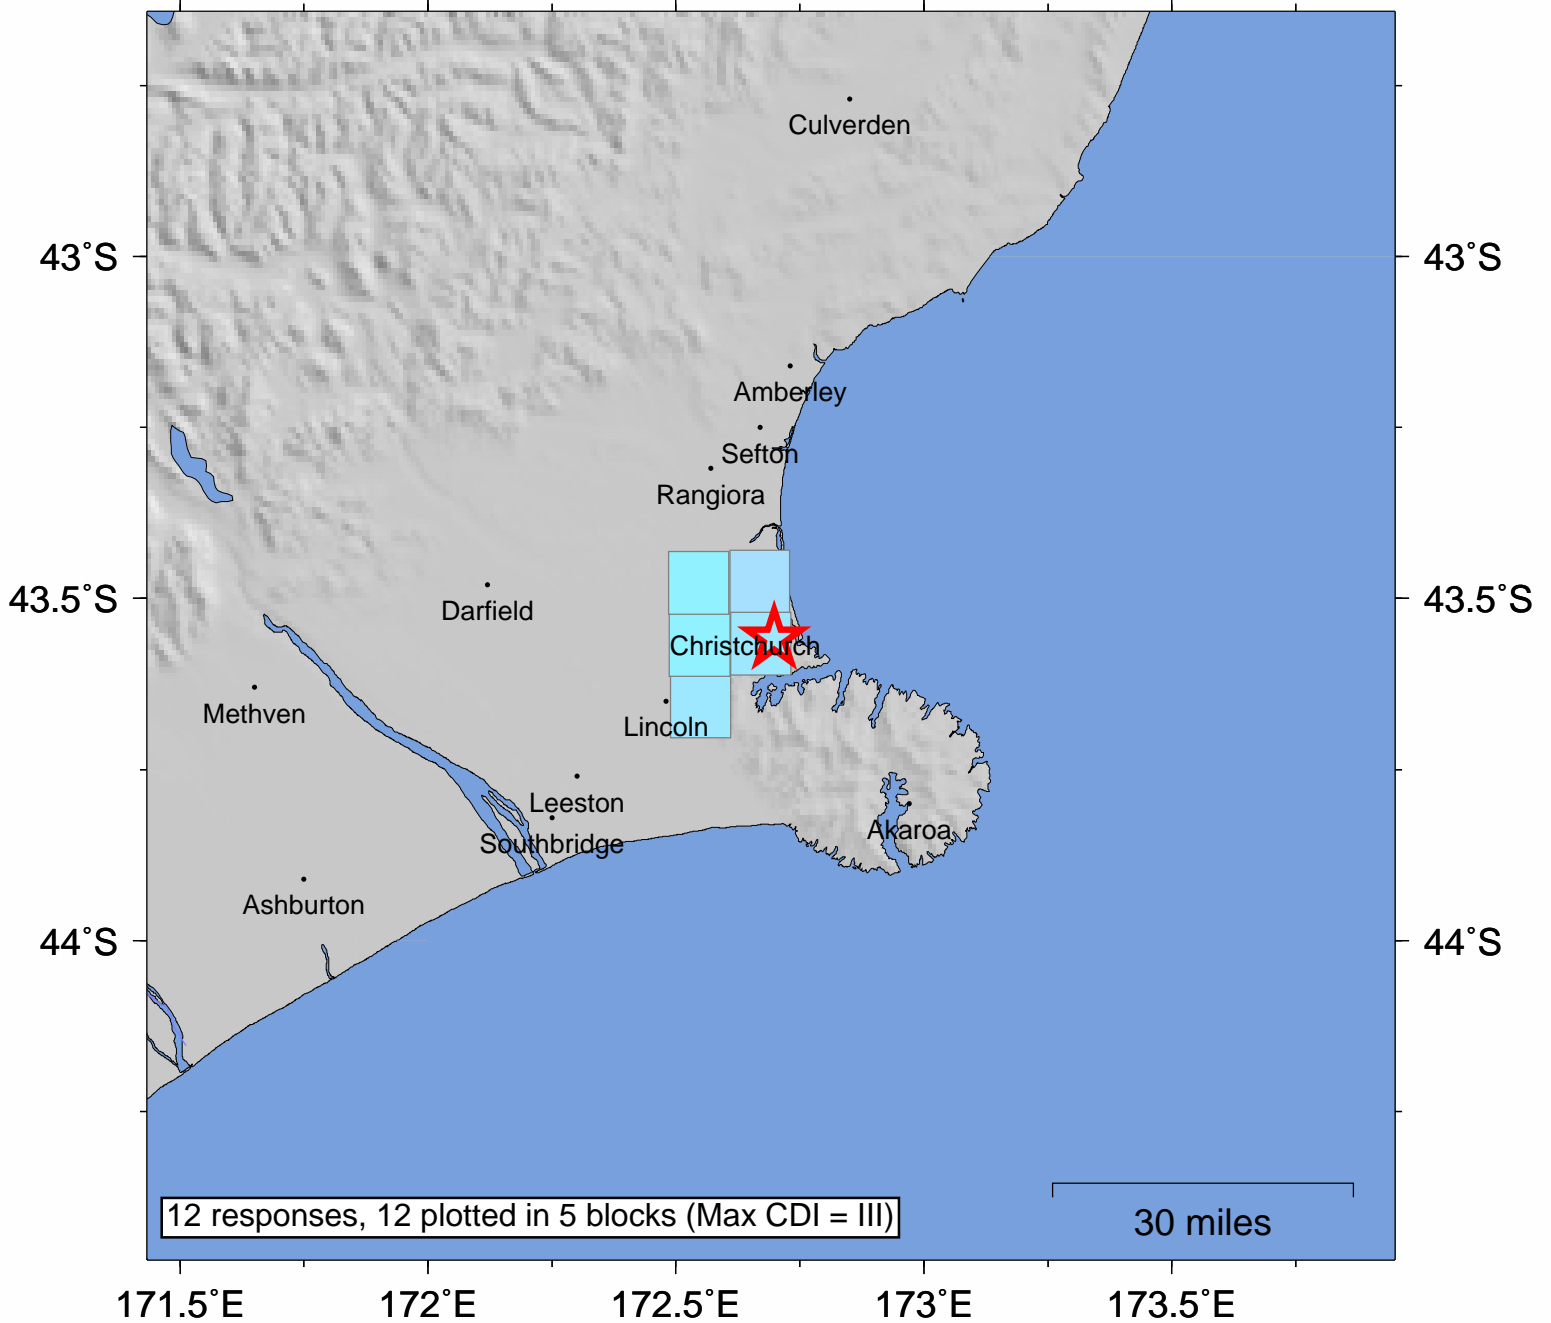 Culverden
43˚S 43˚S
Amberley
Sefton
Rangiora
43.5˚S 43.5˚S
Darfield
Christchurch
Methven
Lincoln
Leeston
Akaroa
Southbridge
Ashburton
44˚S 44˚S
12 responses, 12 plotted in 5 blocks (Max CDI = III)
30 miles
171.5˚E 172˚E 172.5˚E 173˚E 173.5˚E